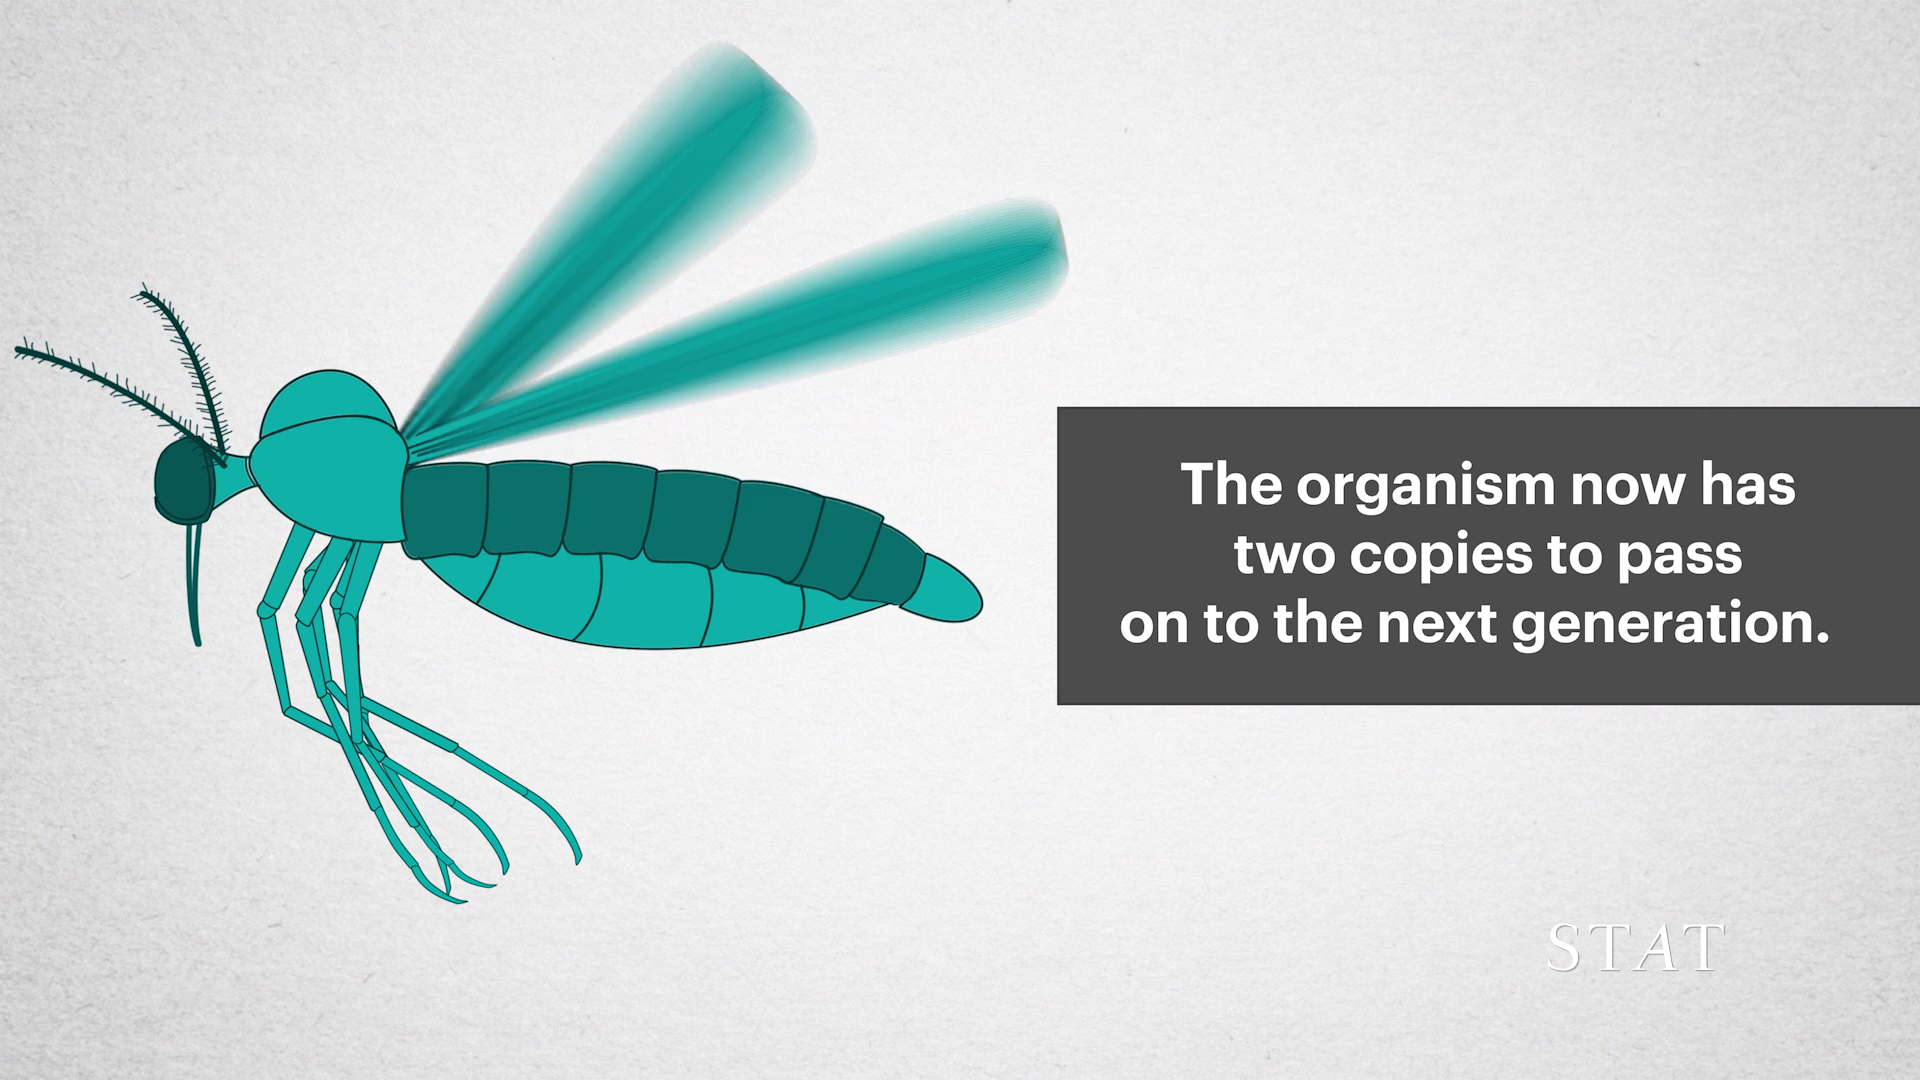 The organism now has
two copies to pass
on to the next generation.
STAT